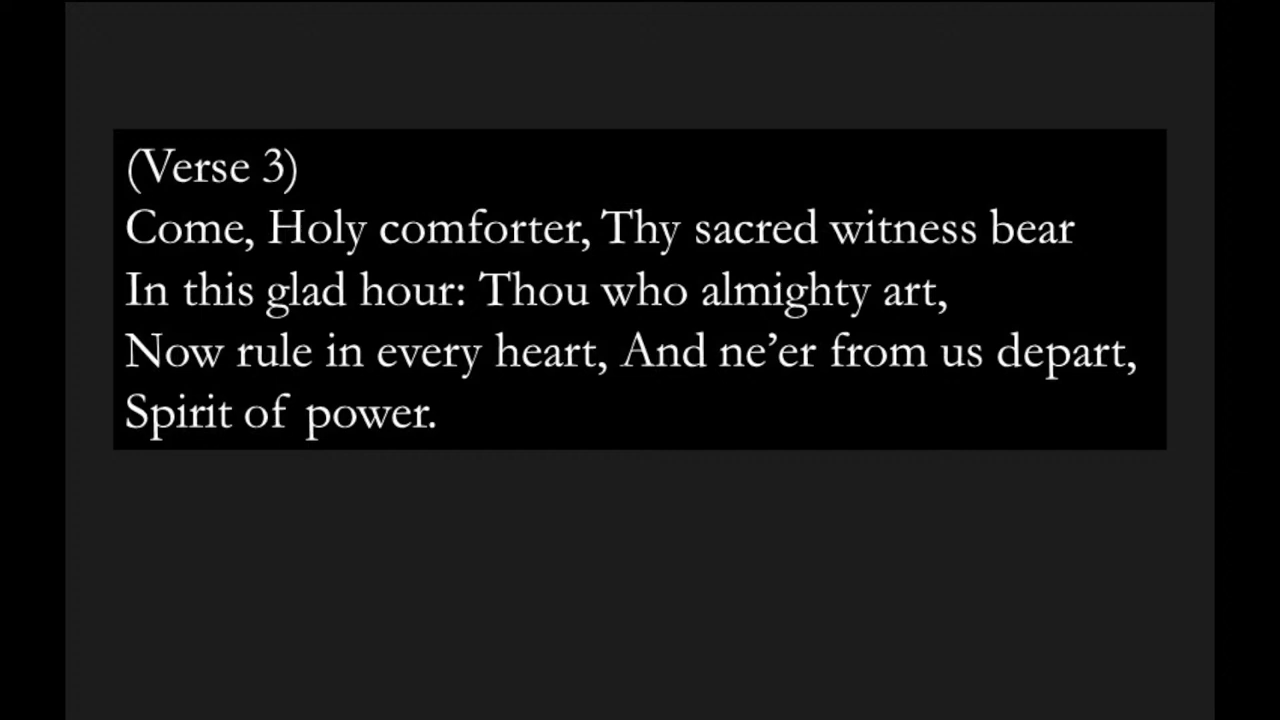 (Verse 3)
Come, Holy comforter, Thy sacred witness bear
In this glad hour: Thou who almighty art,
Now rule in every heart, And ne’er from us depart,
Spirit of power.